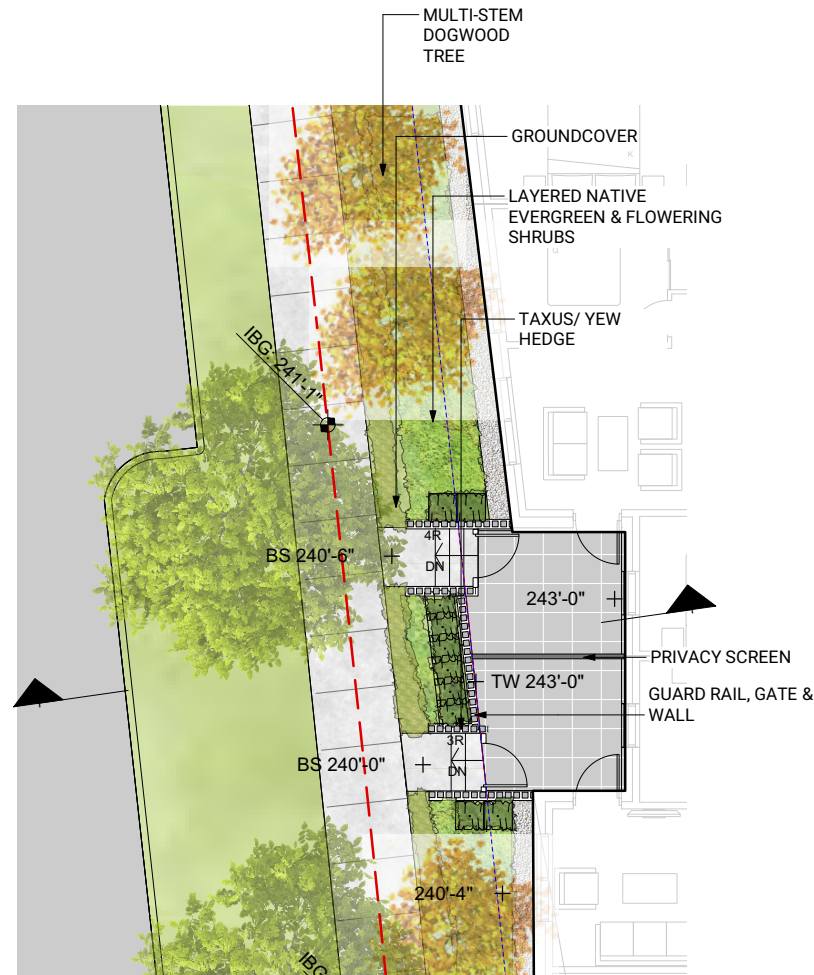 MULTI-STEM
DOGWOOD
TREE
GROUNDCOVER
K
LAYERED NATIVE
EVERGREEN & FLOWERING
SHRUBS
TAXUS/ YEW
HEDGE
IBG: 241'-1"
4R
BS 240'-6"
DN
243'-0"
PRIVACY SCREEN
TW 243'-0"
GUARD RAIL, GATE &
WALL
3R
BS 240'-0"
DN
240'-4"
IBG: